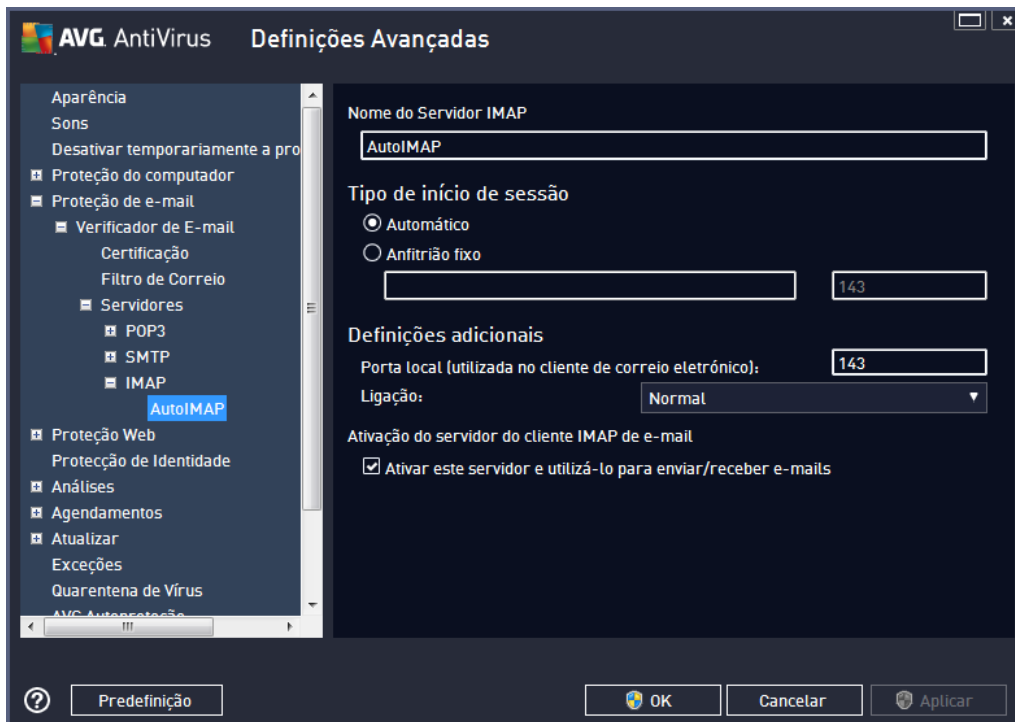 AVG AntiVirus Definições Avançadas
Aparência
Sons
Desativar temporariamente a pro
Proteção do computador
Proteção de e-mail
Verificador de E-mail
Certificação
Filtro de Correio
Servidores
POP3
SMTP
IMAP
AutoIMAP
Proteção Web
Protecção de Identidade
Análises
Agendamentos
Atualizar
Exceções
Quarentena de Vírus
AVG Autoproteção
Nome do Servidor IMAP
AutoIMAP
Tipo de início de sessão
Automático
Anfitrião fixo
143
Definições adicionais
Porta local (utilizada no cliente de correio eletrónico): 143
Ligação: Normal
Ativação do servidor do cliente IMAP de e-mail
Ativar este servidor e utilizá-lo para enviar/receber e-mails
Predefinição OK Cancelar Aplicar